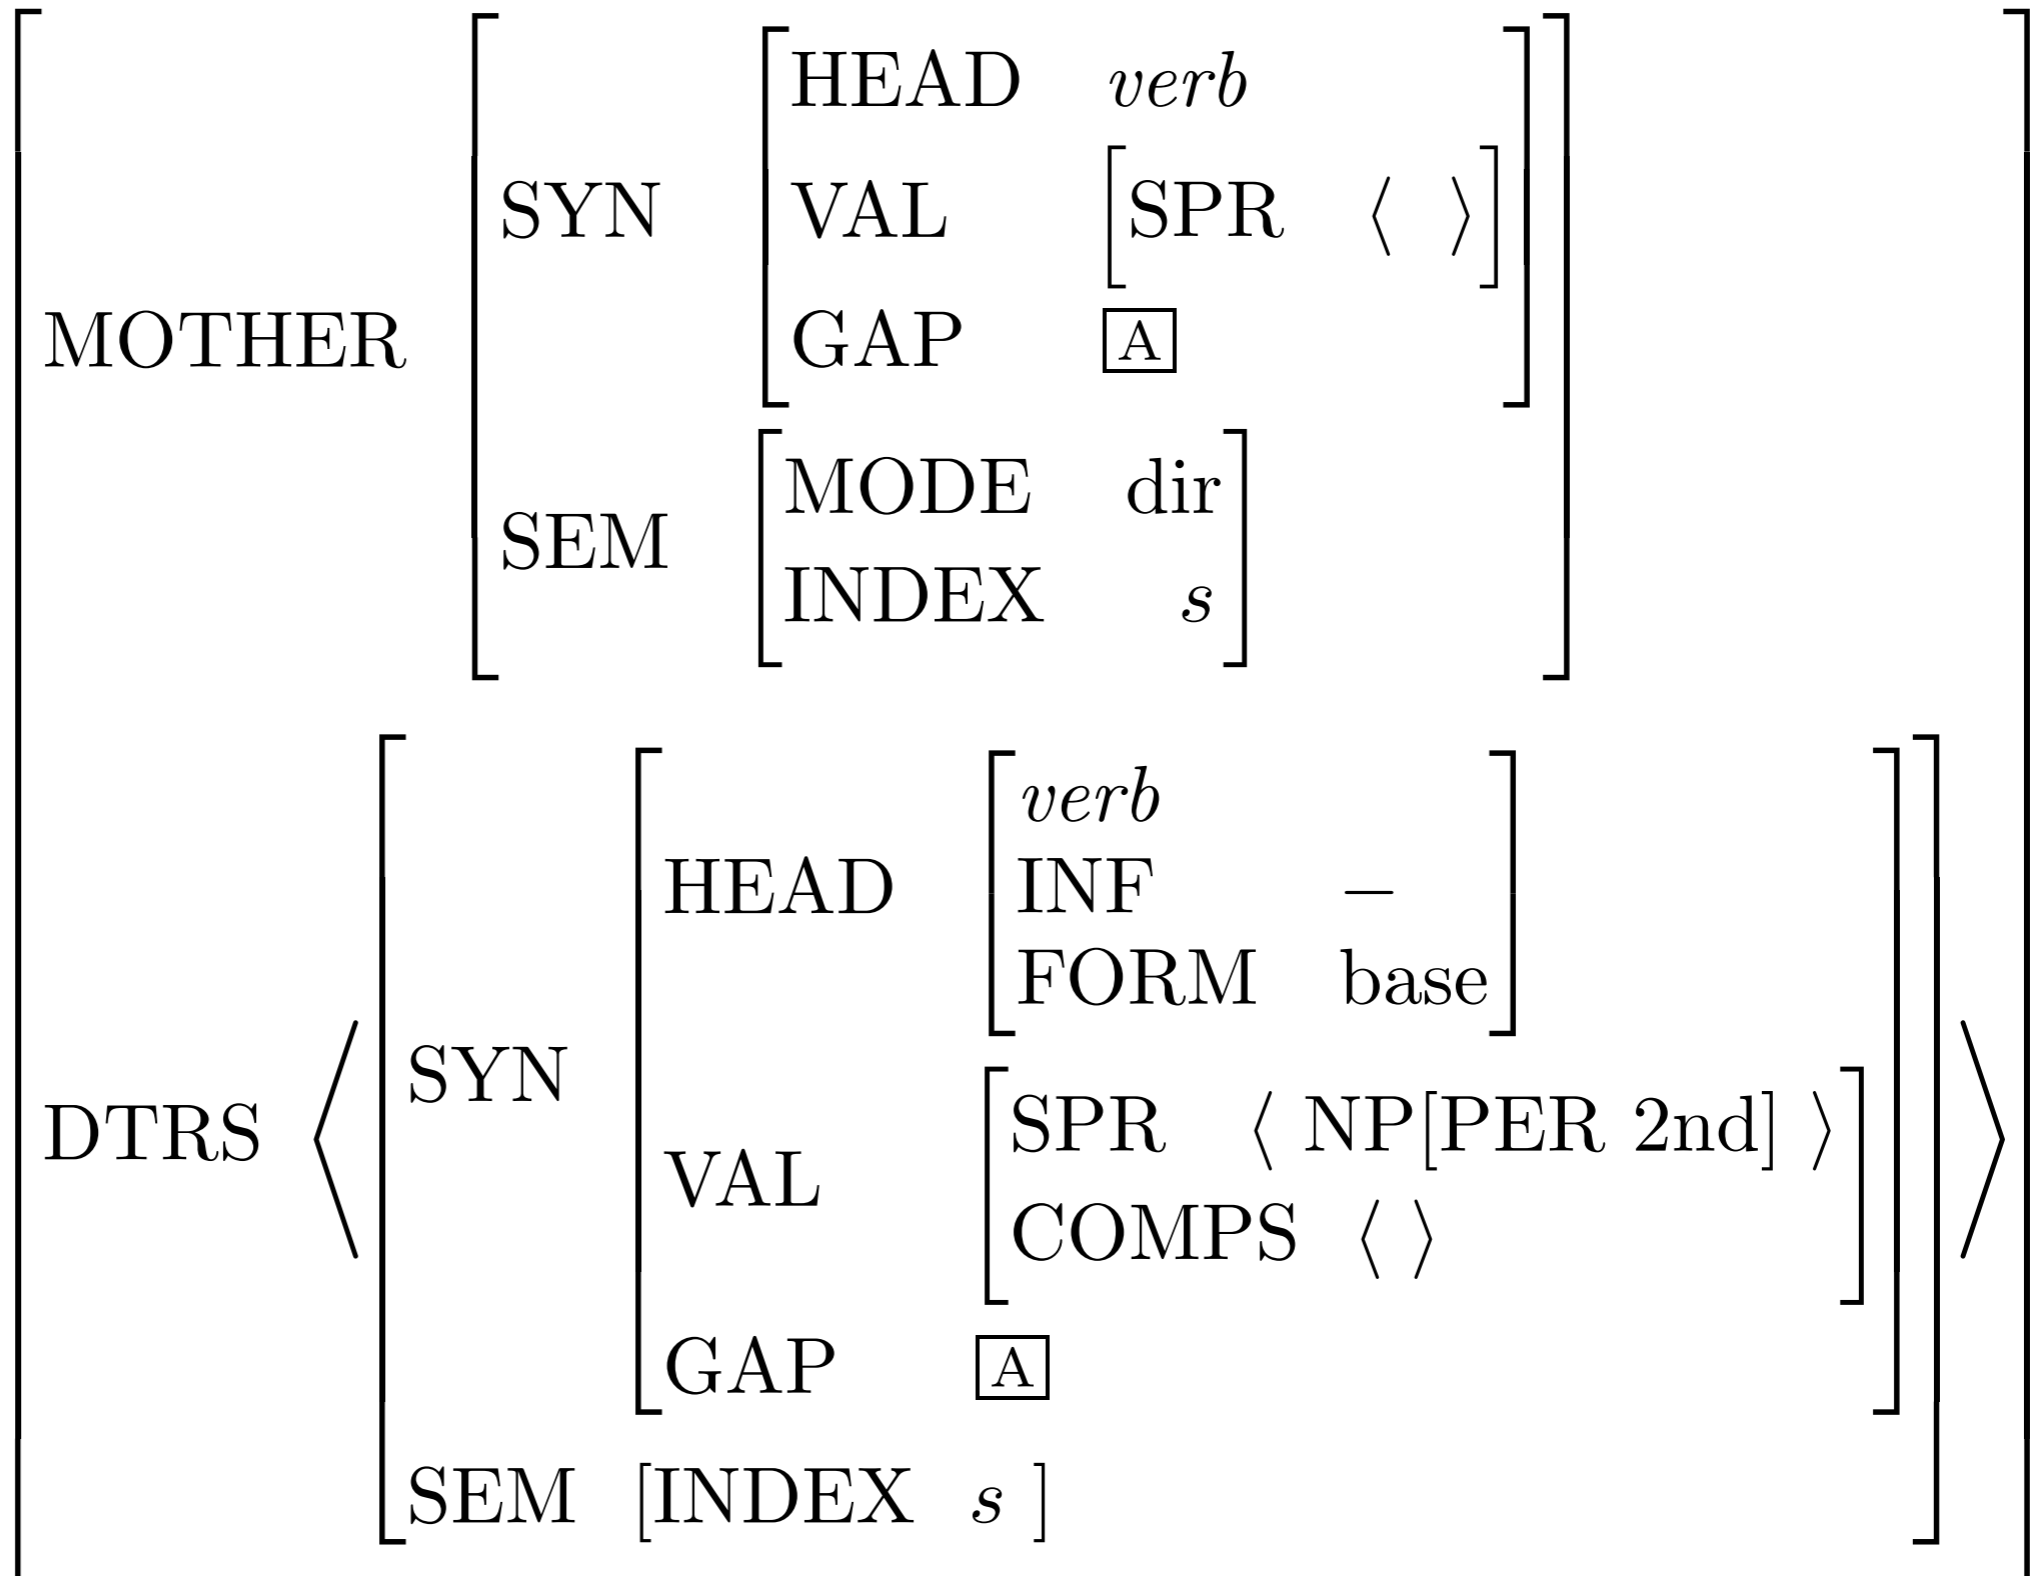 HEAD verb
SYN VAL [SPR ⟨ ⟩]
MOTHER GAP A
SEM MODE dir
INDEX s
verb
HEAD INF –
FORM base
SYN
DTRS ⟨ VAL SPR ⟨ NP[PER 2nd] ⟩ ⟩
COMPS ⟨ ⟩
GAP A
SEM [INDEX s ]